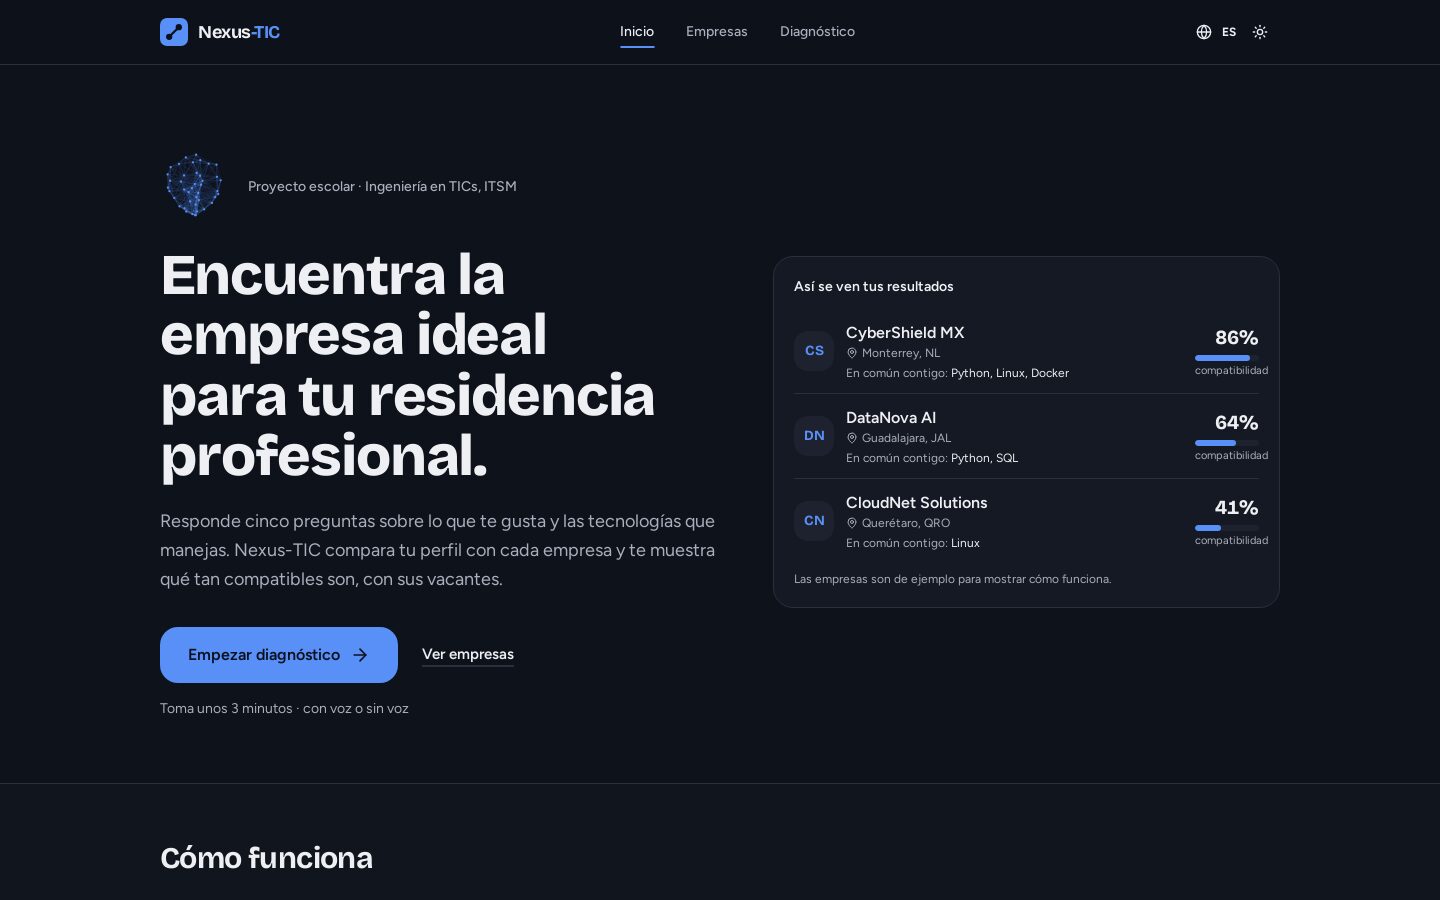 Nexus-TIC
Inicio
Empresas
Diagnóstico
ES
Proyecto escolar · Ingeniería en TICs, ITSM
Encuentra la
empresa ideal
para tu residencia
profesional.
Responde cinco preguntas sobre lo que te gusta y las tecnologías que
manejas. Nexus-TIC compara tu perfil con cada empresa y te muestra
qué tan compatibles son, con sus vacantes.
Empezar diagnóstico
Ver empresas
Toma unos 3 minutos · con voz o sin voz
Así se ven tus resultados
CS
CyberShield MX
Monterrey, NL
En común contigo: Python, Linux, Docker
86%
compatibilidad
DN
DataNova AI
Guadalajara, JAL
En común contigo: Python, SQL
64%
compatibilidad
CN
CloudNet Solutions
Querétaro, QRO
En común contigo: Linux
41%
compatibilidad
Las empresas son de ejemplo para mostrar cómo funciona.
Cómo funciona